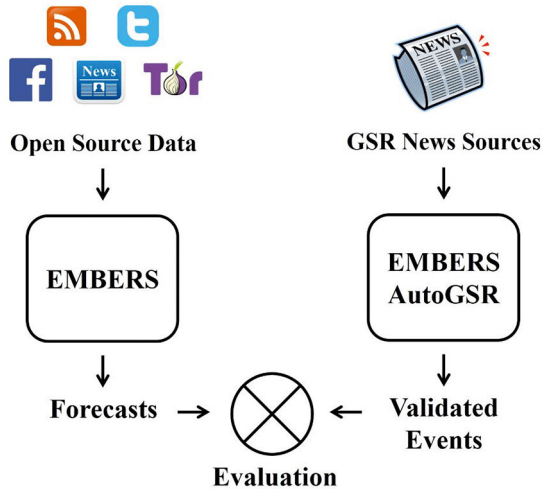 News
Tor
NEWS
Open Source Data
GSR News Sources
EMBERS
EMBERS
AutoGSR
Forecasts
Validated
Events
Evaluation